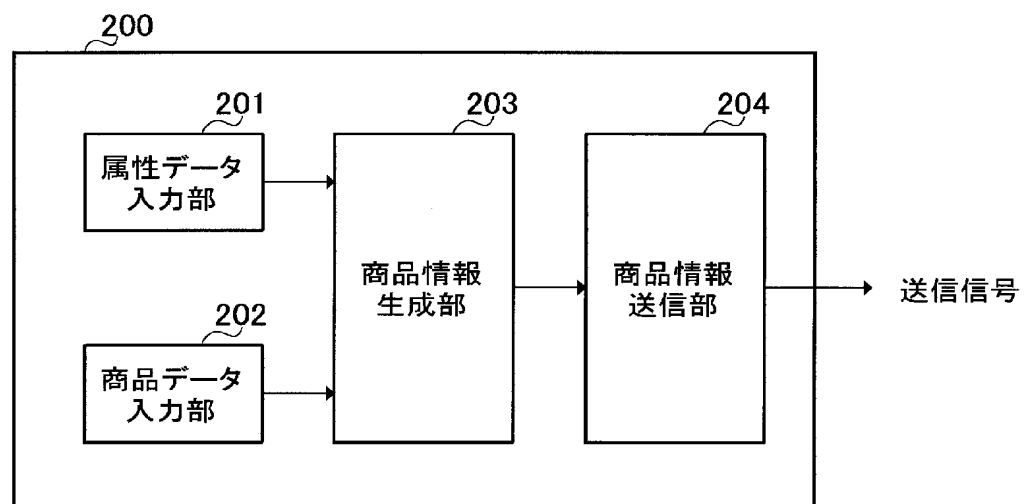 200
201
属性データ
入力部
202
商品データ
入力部
203
商品情報
生成部
204
商品情報
送信部
送信信号